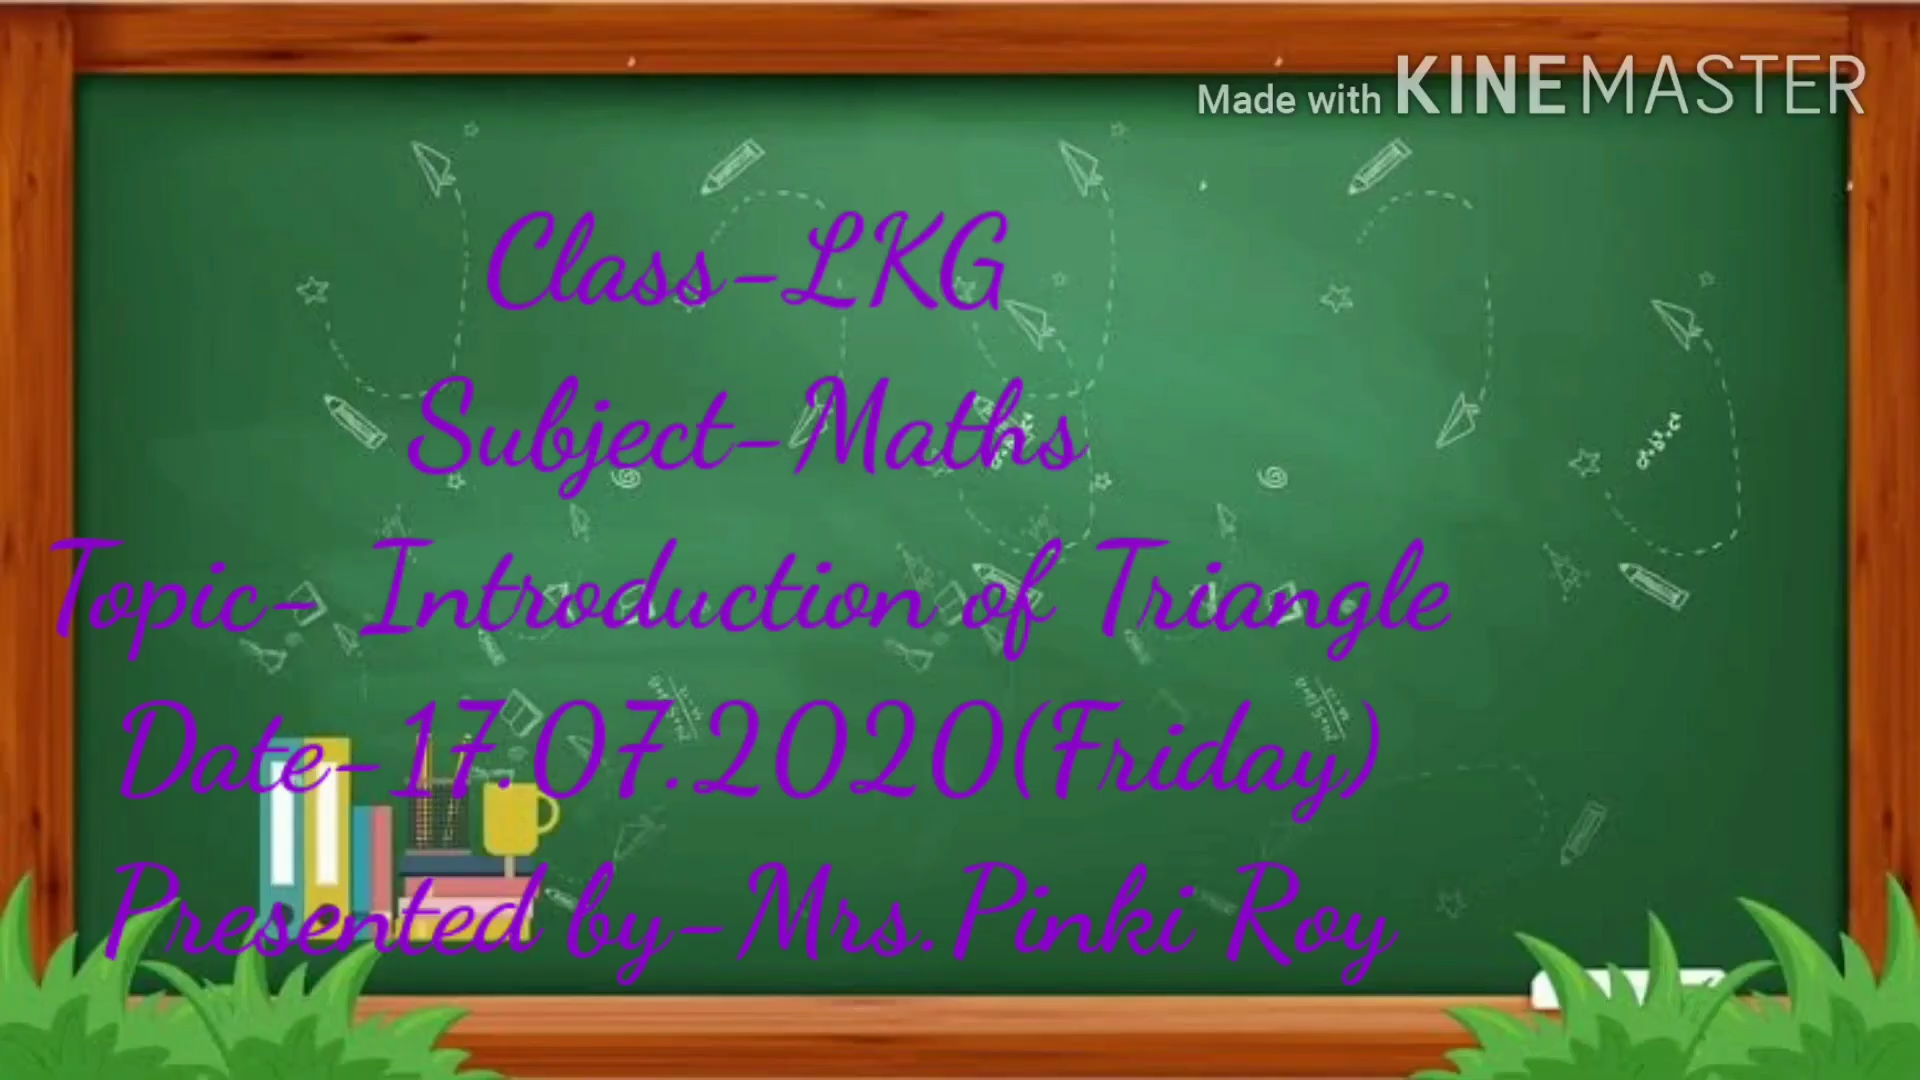 Made with KINEMASTER
Class-LKG
Subject-Maths
Topic- Introduction of Triangle
Date-17.07.2020(Friday)
Presented by-Mrs.Pinki Roy